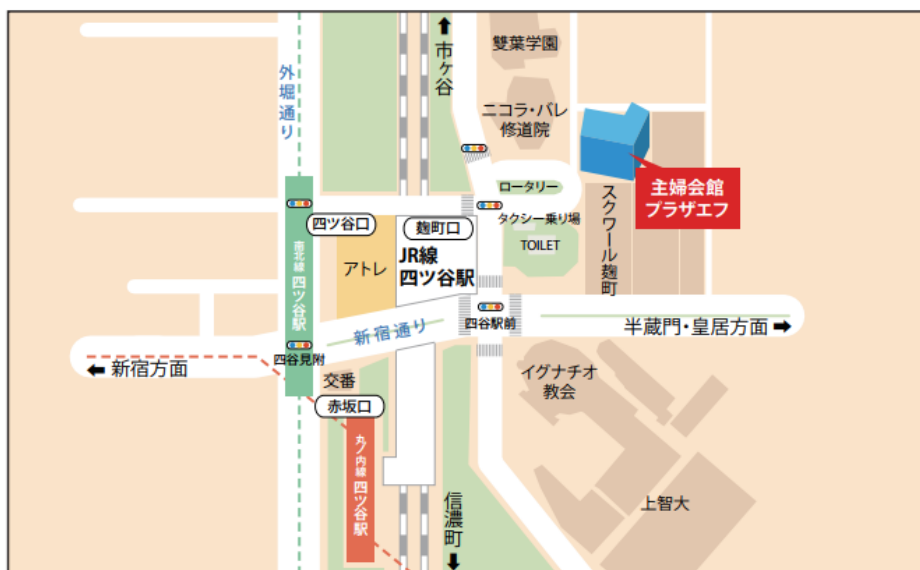 外堀通り
市ヶ谷
雙葉学園
ニコラ・バレ
修道院
主婦会館
プラザエフ
スクワール麹町
ロータリー
タクシー乗り場
TOILET
四ツ谷口
麹町口
JR線
四ツ谷駅
アトレ
南北線 四ツ谷駅
新宿通り
四谷駅前
半蔵門・皇居方面 ➡
四谷見附
⬅ 新宿方面
交番
赤坂口
丸ノ内線 四ツ谷駅
イグナチオ
教会
上智大
信濃町